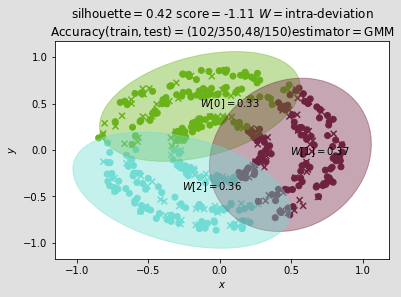 silhouette = 0.42 score = -1.11 W = intra-deviation
Accuracy(train, test) = (102/350,48/150)estimator = GMM
1.0
0.5
W[0] = 0.33
y
0.0
W[1] = 0.37
W[2] = 0.36
−0.5
−1.0
−1.0
−0.5
0.0
0.5
1.0
x